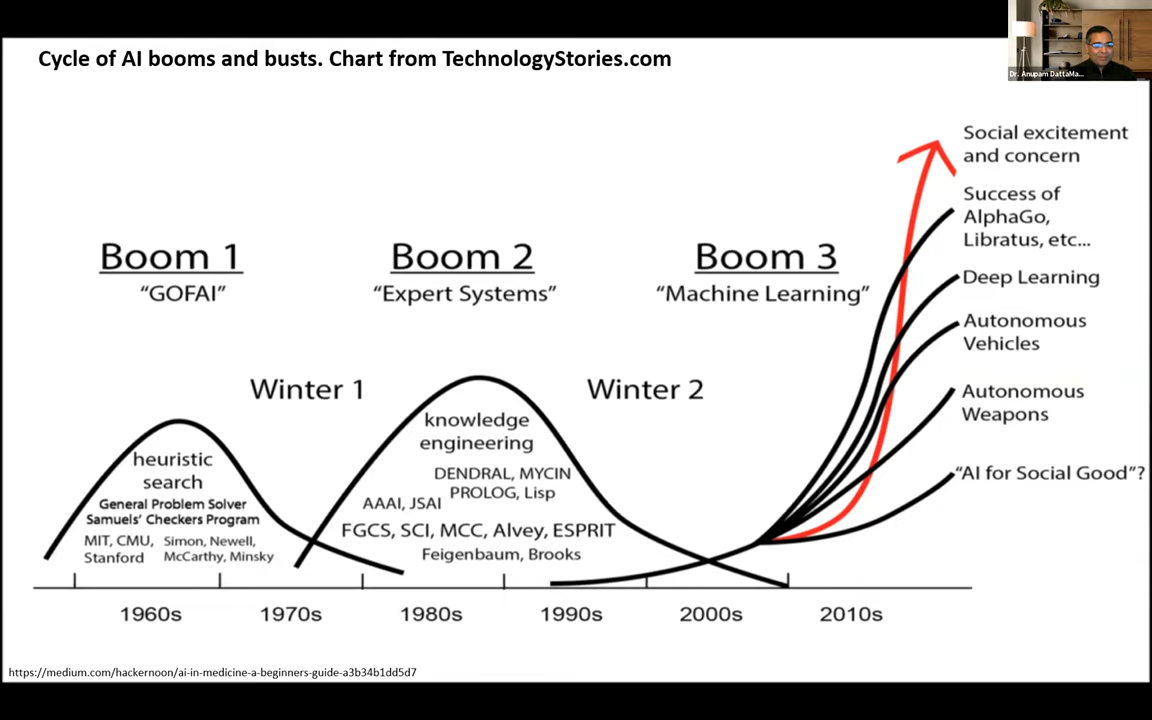 Cycle of AI booms and busts. Chart from TechnologyStories.com
Dr. Anupam DattaMa...
Social excitement
and concern
Success of
AlphaGo,
Libratus, etc...
Deep Learning
Autonomous
Vehicles
Autonomous
Weapons
“AI for Social Good”?
Boom 1
“GOFAI”
Boom 2
“Expert Systems”
Boom 3
“Machine Learning”
Winter 1
Winter 2
heuristic
search
General Problem Solver
Samuels’ Checkers Program
MIT, CMU,
Stanford
Simon, Newell,
McCarthy, Minsky
knowledge
engineering
DENDRAL, MYCIN
PROLOG, Lisp
AAAI, JSAI
FGCS, SCI, MCC, Alvey, ESPRIT
Feigenbaum, Brooks
1960s
1970s
1980s
1990s
2000s
2010s
https://medium.com/hackernoon/ai-in-medicine-a-beginners-guide-a3b34b1dd5d7